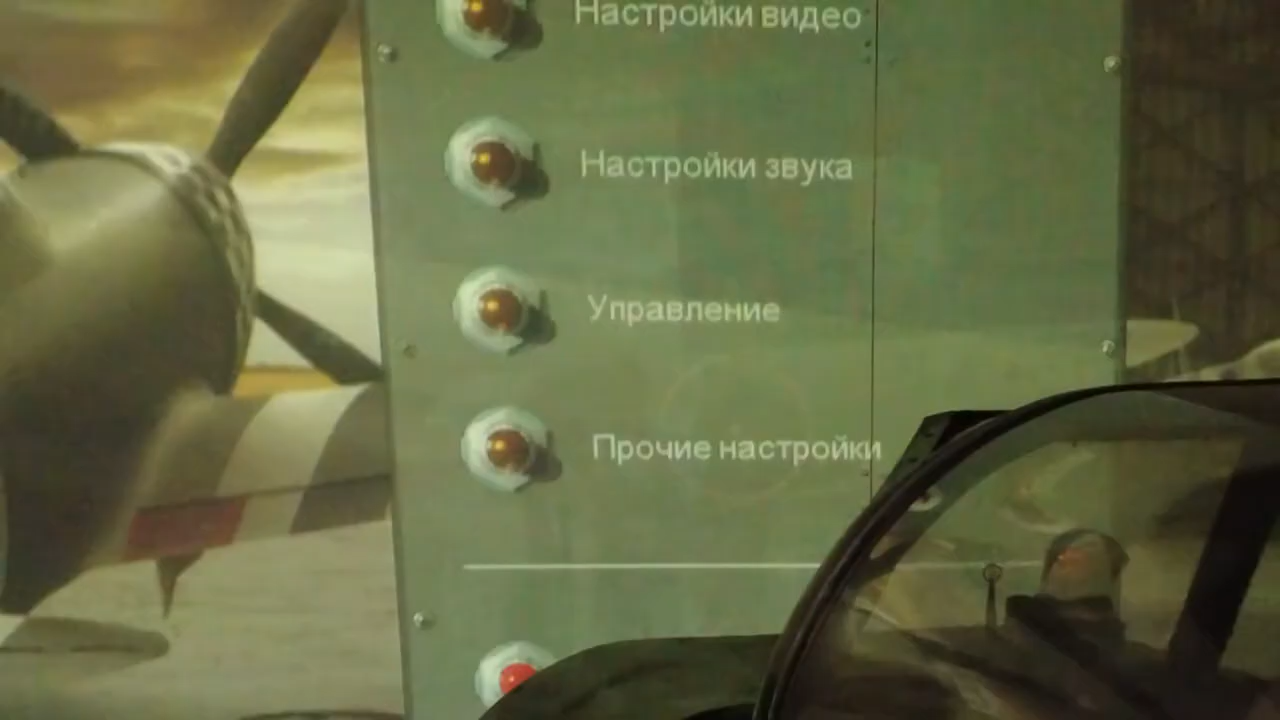 Настройки видео
Настройки звука
Управление
Прочие настройки